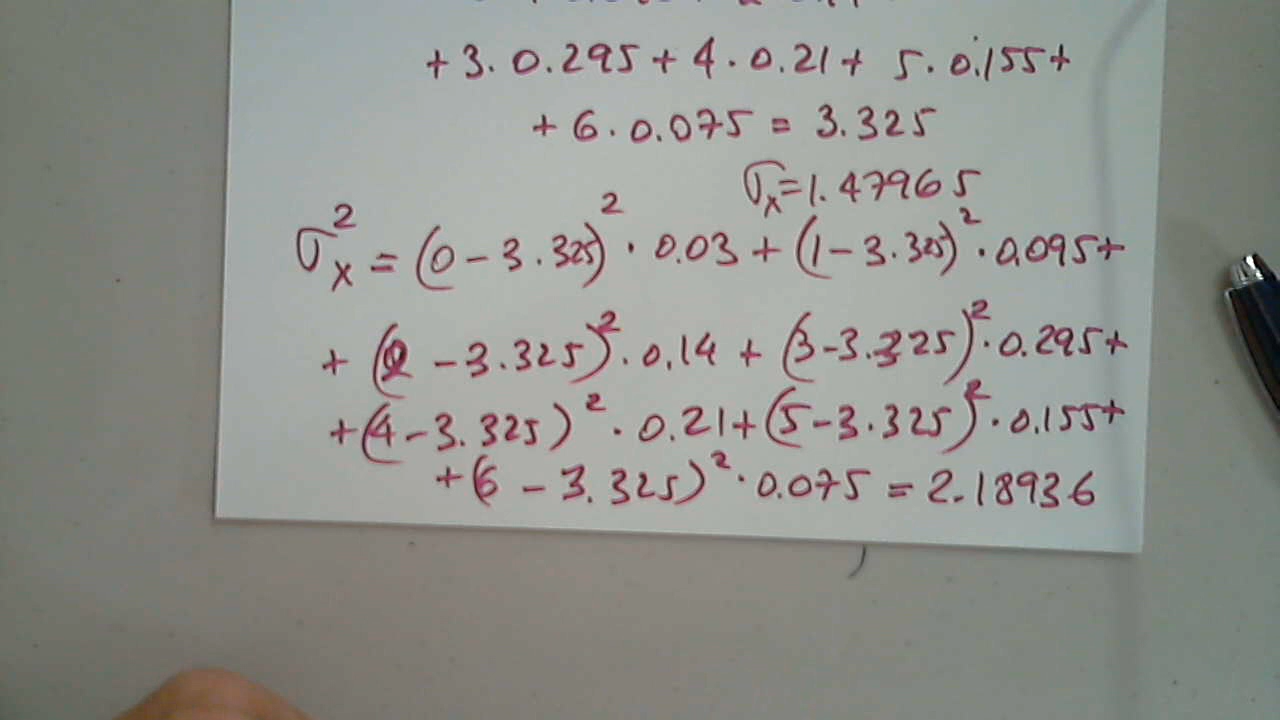 + 3. 0.295 + 4. 0.21 + 5. 0.155 +
+ 6. 0.075 = 3.325
σx = 1.47965
σx² = (0 - 3.325)² · 0.03 + (1 - 3.325)² · 0.095 +
+ (2 - 3.325)² · 0.14 + (3 - 3.325)² · 0.295 +
+ (4 - 3.325)² · 0.21 + (5 - 3.325)² · 0.155 +
+ (6 - 3.325)² · 0.075 = 2.18936